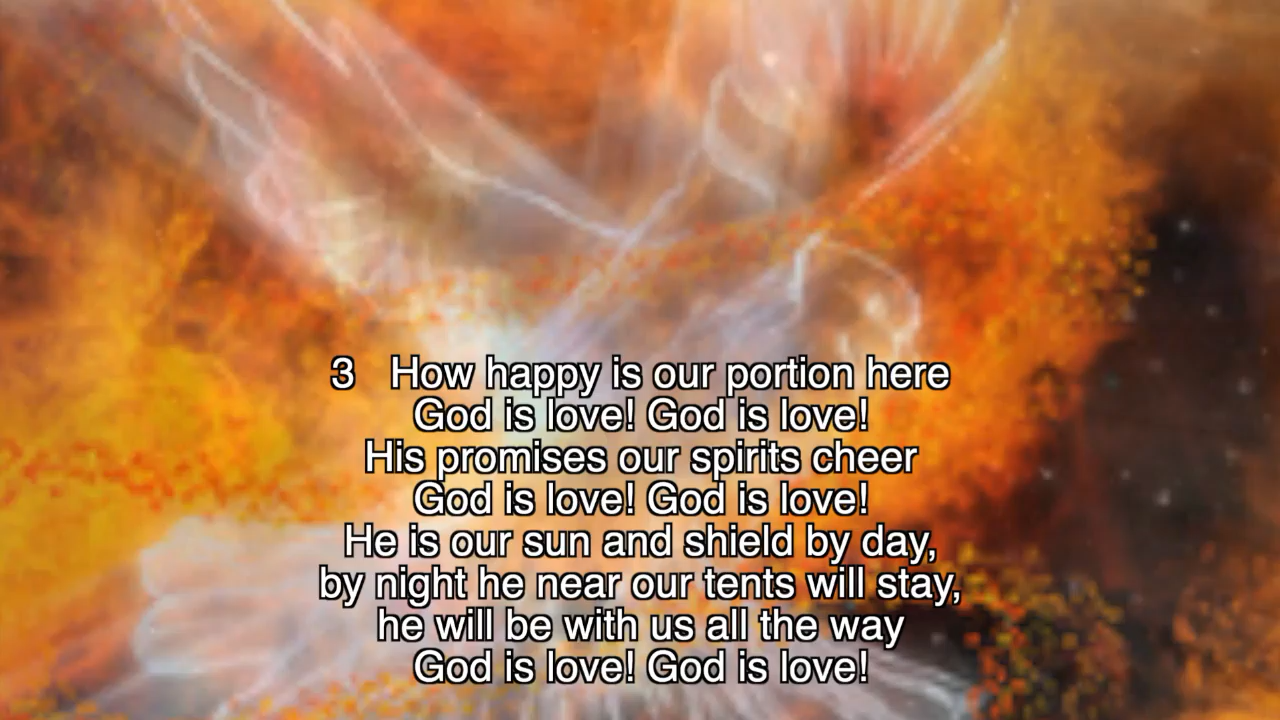 3 How happy is our portion here
God is love! God is love!
His promises our spirits cheer
God is love! God is love!
He is our sun and shield by day,
by night he near our tents will stay,
he will be with us all the way
God is love! God is love!